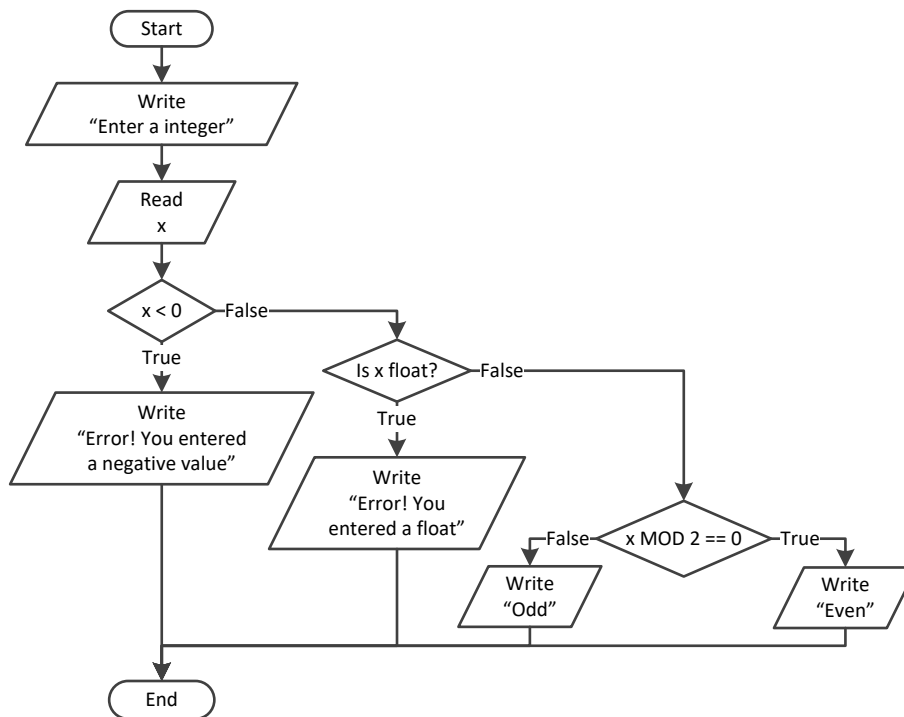 Start
Write
“Enter a integer”
Read
x
x < 0
False
True
Write
“Error! You entered
a negative value”
Is x float?
False
True
Write
“Error! You
entered a float”
x MOD 2 == 0
False
True
Write
“Odd”
Write
“Even”
End